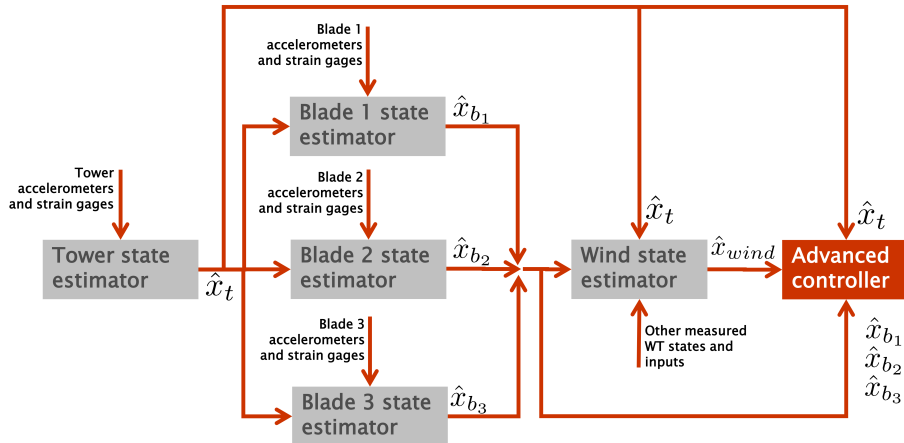 Blade 1
accelerometers
and strain gages
Blade 1 state
estimator
x̂_{b_1}
Tower
accelerometers
and strain gages
Blade 2
accelerometers
and strain gages
x̂_t
x̂_t
Tower state
estimator
x̂_t
Blade 2 state
estimator
x̂_{b_2}
Wind state
estimator
x̂_{wind}
Advanced
controller
Blade 3
accelerometers
and strain gages
Other measured
WT states and
inputs
x̂_{b_1}
x̂_{b_2}
x̂_{b_3}
Blade 3 state
estimator
x̂_{b_3}